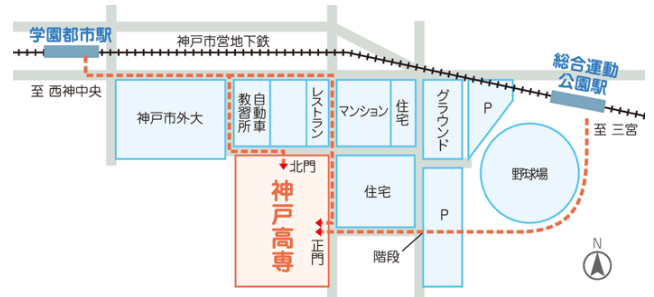 学園都市駅
神戸市営地下鉄
総合運動
公園駅
至 西神中央
至 三宮
神戸市外大
自動車
教習所
レストラン
マンション
住宅
グラウンド
P
野球場
北門
神戸高専
正門
住宅
P
階段
N